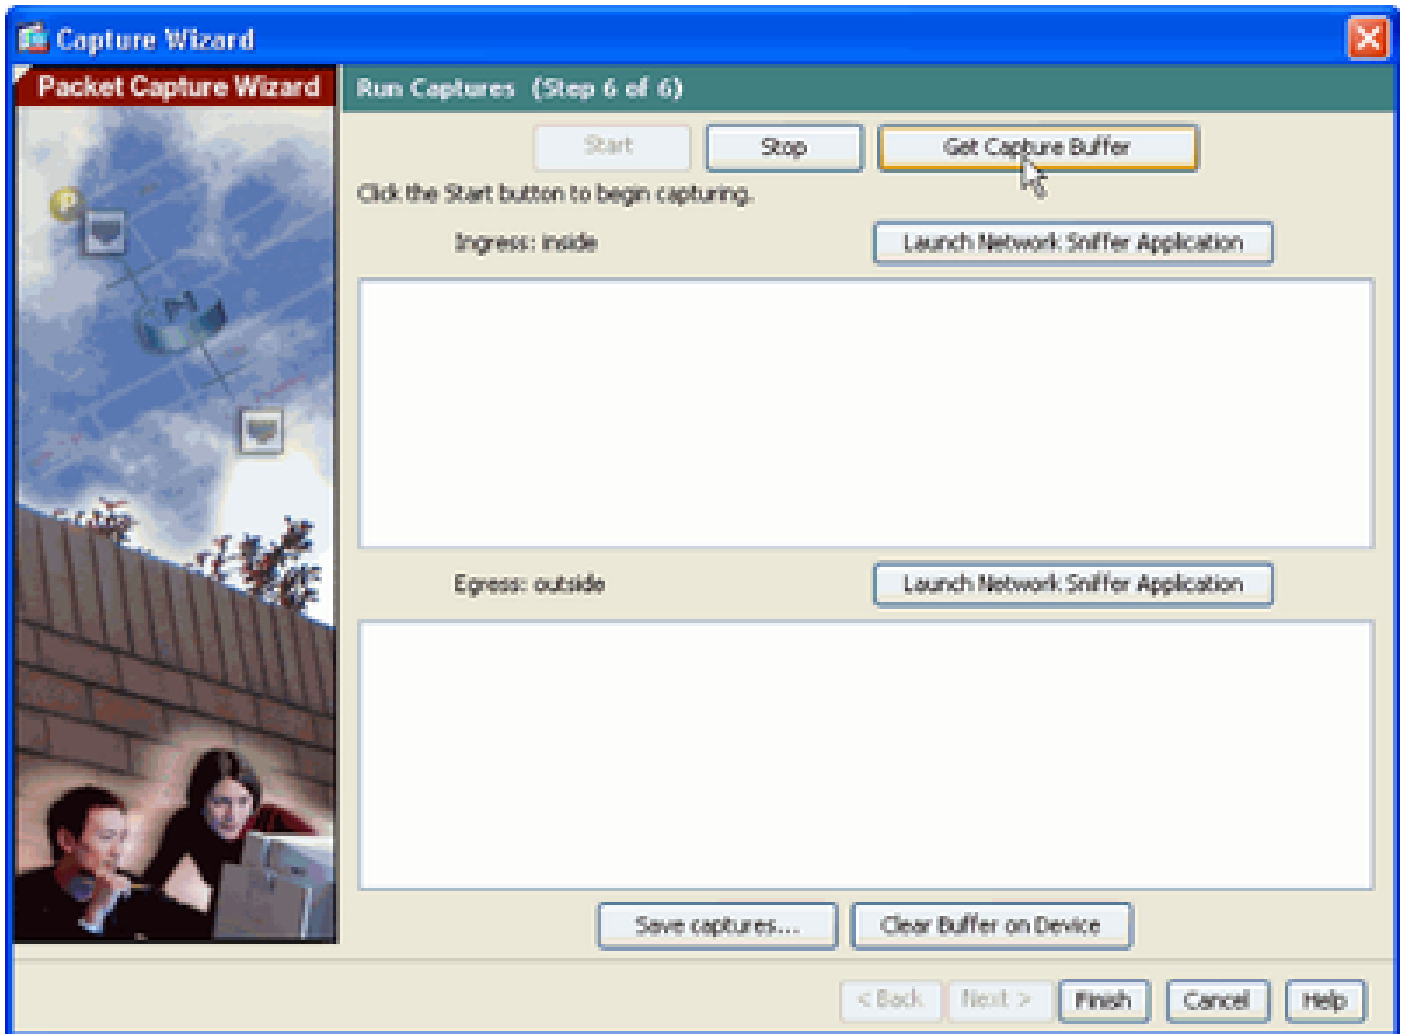 Capture Wizard
Packet Capture Wizard
Run Captures (Step 6 of 6)
Start
Stop
Get Capture Buffer
Click the Start button to begin capturing.
Ingress: inside
Launch Network Sniffer Application
Egress: outside
Launch Network Sniffer Application
Save captures...
Clear Buffer on Device
< Back
Next >
Finish
Cancel
Help